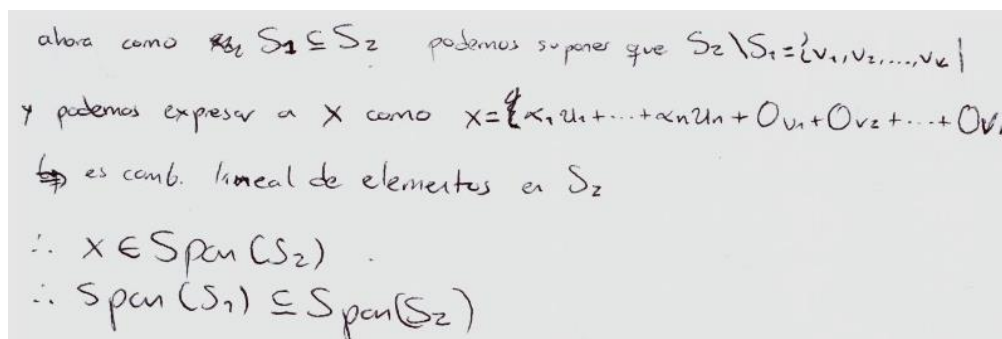 ahora como S₁ ⊆ S₂ podemos suponer que S₂ \ S₁ = {v₁, v₂, ..., vₖ}
y podemos expresar a X como x = α₁u₁ + ... + αₙuₙ + 0v₁ + 0v₂ + ... + 0v
↳ es comb. lineal de elementos en S₂
∴ X ∈ Span (S₂).
∴ Span (S₁) ⊆ Span(S₂)